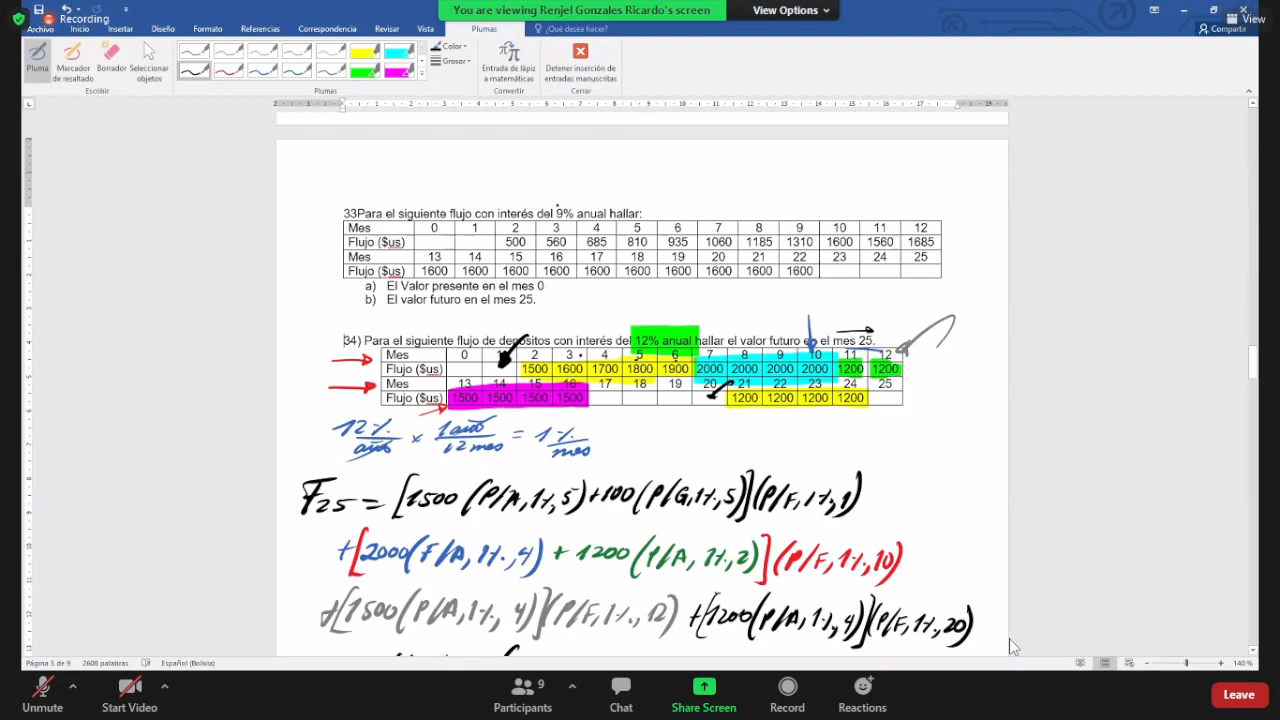 Recording
You are viewing Renjel Gonzales Ricardo's screen
View Options
View
Archivo Inicio Insertar Diseño Formato Referencias Correspondencia Revisar Vista Plumas ¿Qué desea hacer? Compartir
Pluma Marcador de resaltado Borrador Seleccionar objetos Color Grosor Entrada de lápiz a matemáticas Detener inserción de entradas manuscritas
Escribir Plumas Convertir Cerrar
33Para el siguiente flujo con interés del 9% anual hallar:
Mes 0 1 2 3 4 5 6 7 8 9 10 11 12
Flujo ($us) 500 560 685 810 935 1060 1185 1310 1600 1560 1685
Mes 13 14 15 16 17 18 19 20 21 22 23 24 25
Flujo ($us) 1600 1600 1600 1600 1600 1600 1600 1600 1600 1600
a) El Valor presente en el mes 0
b) El valor futuro en el mes 25.
34) Para el siguiente flujo de depósitos con interés del 12% anual hallar el valor futuro en el mes 25.
Mes 0 1 2 3 4 5 6 7 8 9 10 11 12
Flujo ($us) 1500 1600 1700 1800 1900 2000 2000 2000 2000 1200 1200
Mes 13 14 15 16 17 18 19 20 21 22 23 24 25
Flujo ($us) 1500 1500 1500 1500 1200 1200 1200 1200
12%/año × 1año/12mes = 1%/mes
F25 = [1500(P/A,1%,5)+100(P/G,1%,5)](P/F,1%,1)
+[2000(F/A,1%,4) + 1200(P/A,1%,2)](P/F,1%,10)
+[1500(P/A,1%,4)](P/F,1%,12) +[1200(P/A,1%,4)](P/F,1%,20)
Página 5 de 9 2608 palabras Español (Bolivia) 140 %
Unmute Start Video Participants 9 Chat Share Screen Record Reactions Leave